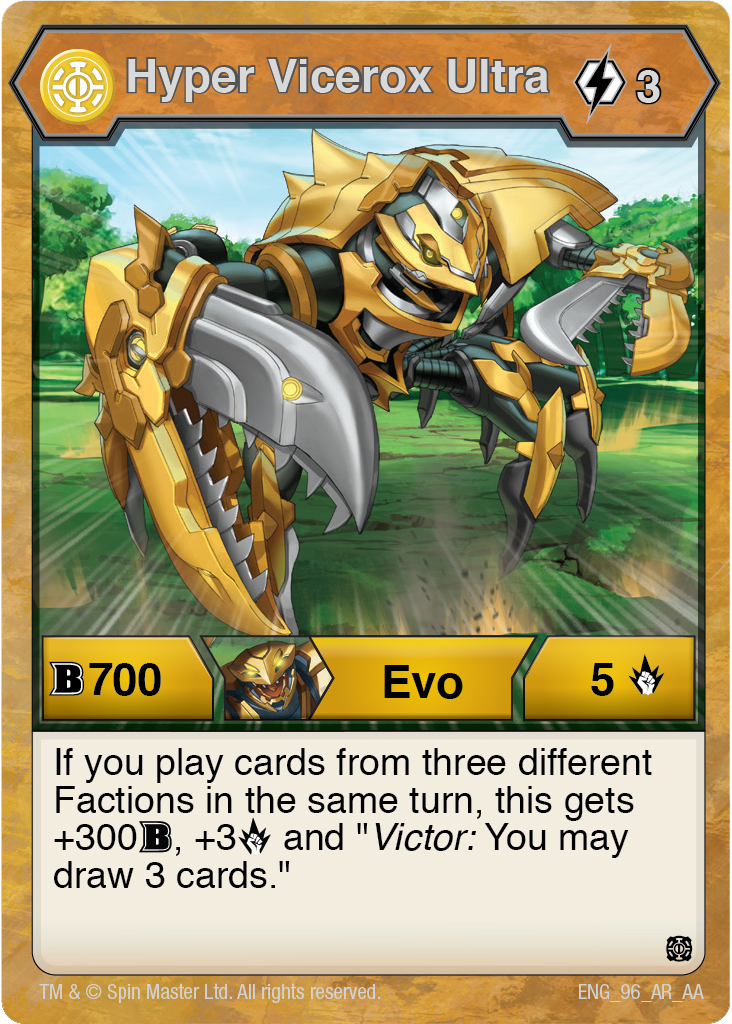 Hyper Vicerox Ultra 3
B 700 Evo 5
If you play cards from three different
Factions in the same turn, this gets
+300B, +3 and "Victor: You may
draw 3 cards."
TM & © Spin Master Ltd. All rights reserved. ENG_96_AR_AA